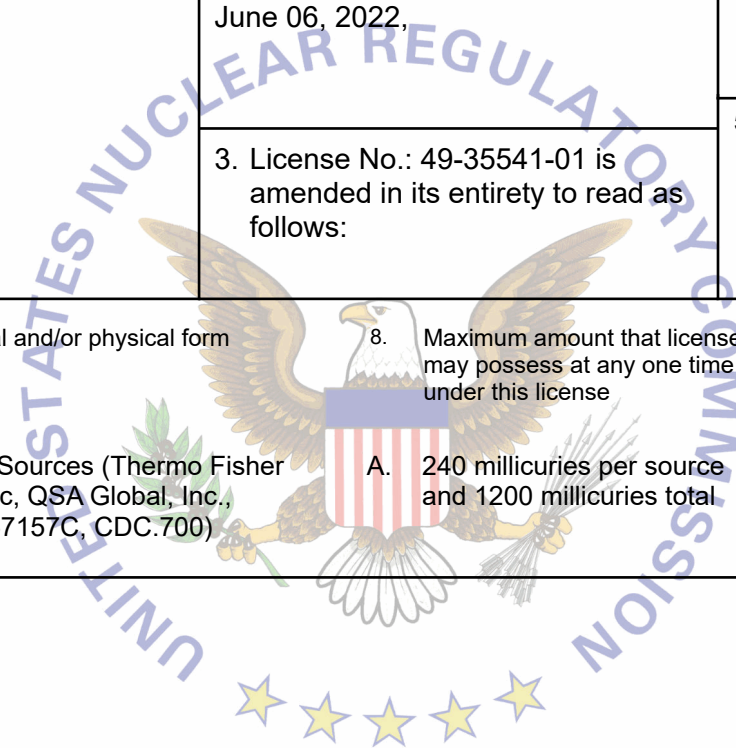 June 06, 2022,
3. License No.: 49-35541-01 is
amended in its entirety to read as
follows:
and/or physical form
8. Maximum amount that
may possess at any one time
under this license
Sources (Thermo Fisher
QSA Global, Inc.,
7157C, CDC.700)
A. 240 millicuries per source
and 1200 millicuries total
UNITED STATES NUCLEAR REGULATORY COMMISSION